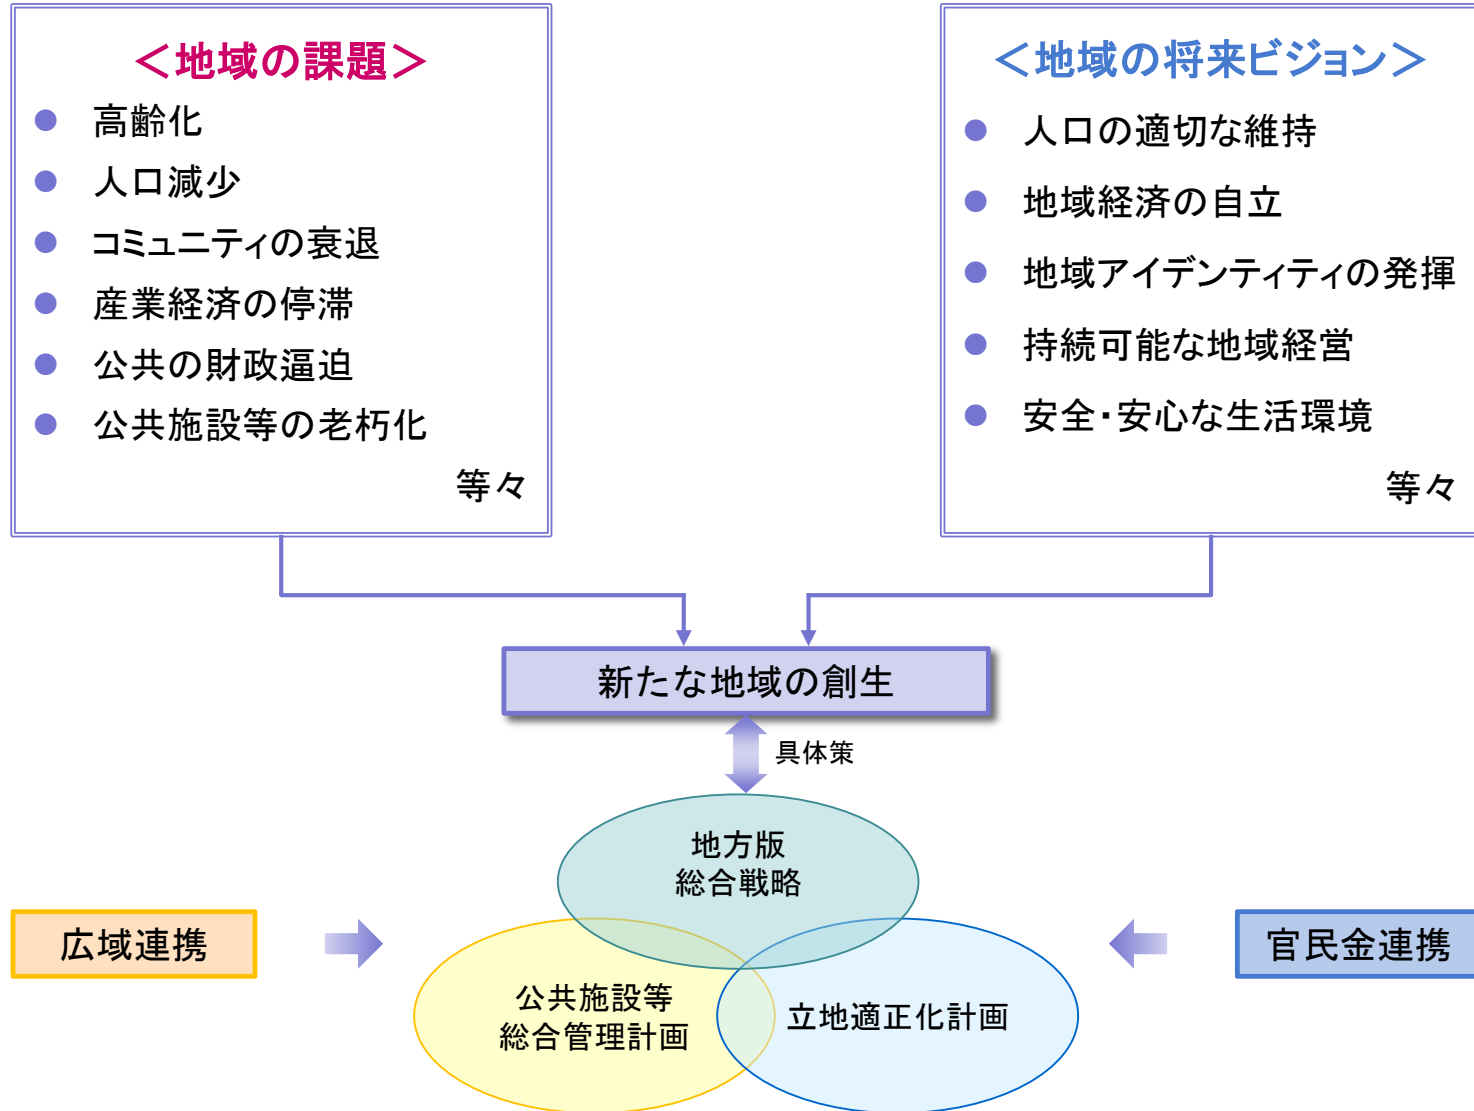 ＜地域の課題＞
● 高齢化
● 人口減少
● コミュニティの衰退
● 産業経済の停滞
● 公共の財政逼迫
● 公共施設等の老朽化
等々
＜地域の将来ビジョン＞
● 人口の適切な維持
● 地域経済の自立
● 地域アイデンティティの発揮
● 持続可能な地域経営
● 安全・安心な生活環境
等々
新たな地域の創生
具体策
地方版
総合戦略
広域連携
官民金連携
公共施設等
総合管理計画
立地適正化計画